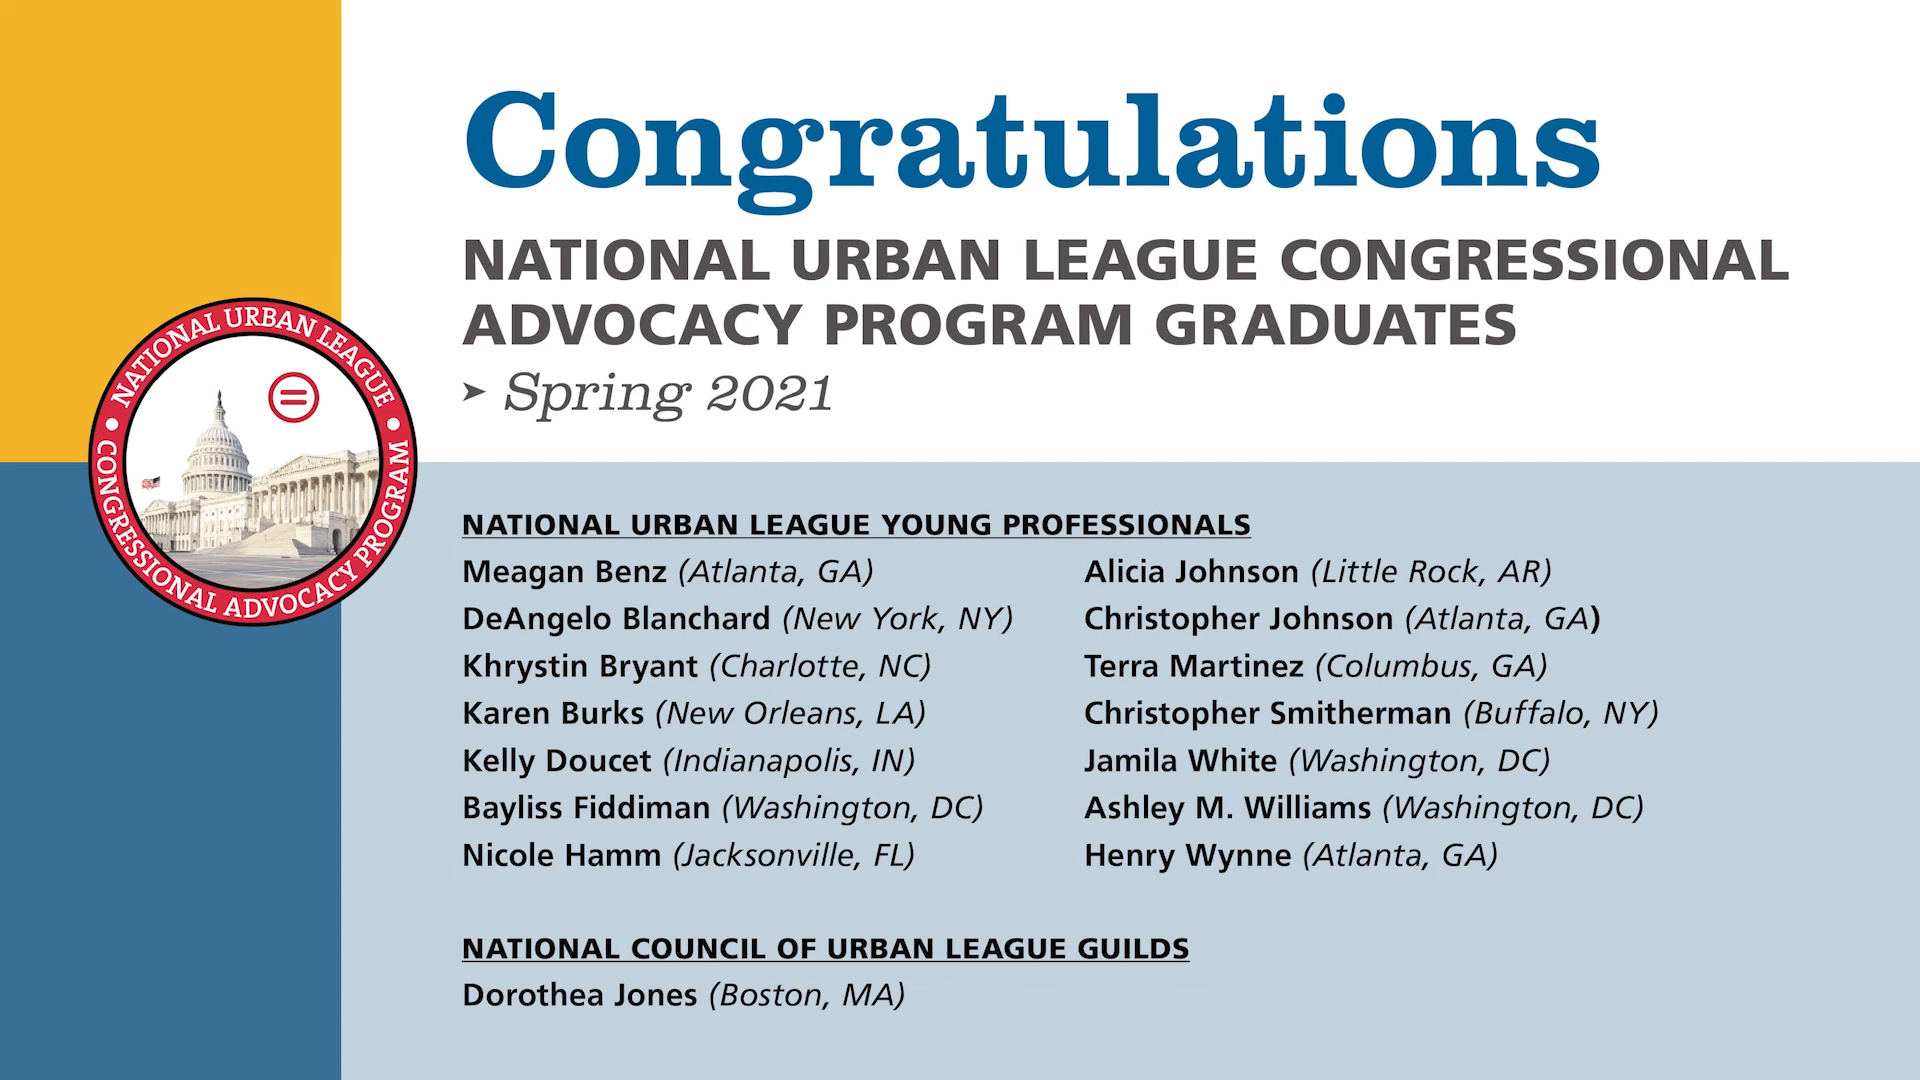 Congratulations
NATIONAL URBAN LEAGUE CONGRESSIONAL
ADVOCACY PROGRAM GRADUATES
➤ Spring 2021
NATIONAL URBAN LEAGUE
CONGRESSIONAL ADVOCACY PROGRAM
NATIONAL URBAN LEAGUE YOUNG PROFESSIONALS
Meagan Benz (Atlanta, GA)
DeAngelo Blanchard (New York, NY)
Khrystin Bryant (Charlotte, NC)
Karen Burks (New Orleans, LA)
Kelly Doucet (Indianapolis, IN)
Bayliss Fiddiman (Washington, DC)
Nicole Hamm (Jacksonville, FL)
Alicia Johnson (Little Rock, AR)
Christopher Johnson (Atlanta, GA)
Terra Martinez (Columbus, GA)
Christopher Smitherman (Buffalo, NY)
Jamila White (Washington, DC)
Ashley M. Williams (Washington, DC)
Henry Wynne (Atlanta, GA)
NATIONAL COUNCIL OF URBAN LEAGUE GUILDS
Dorothea Jones (Boston, MA)